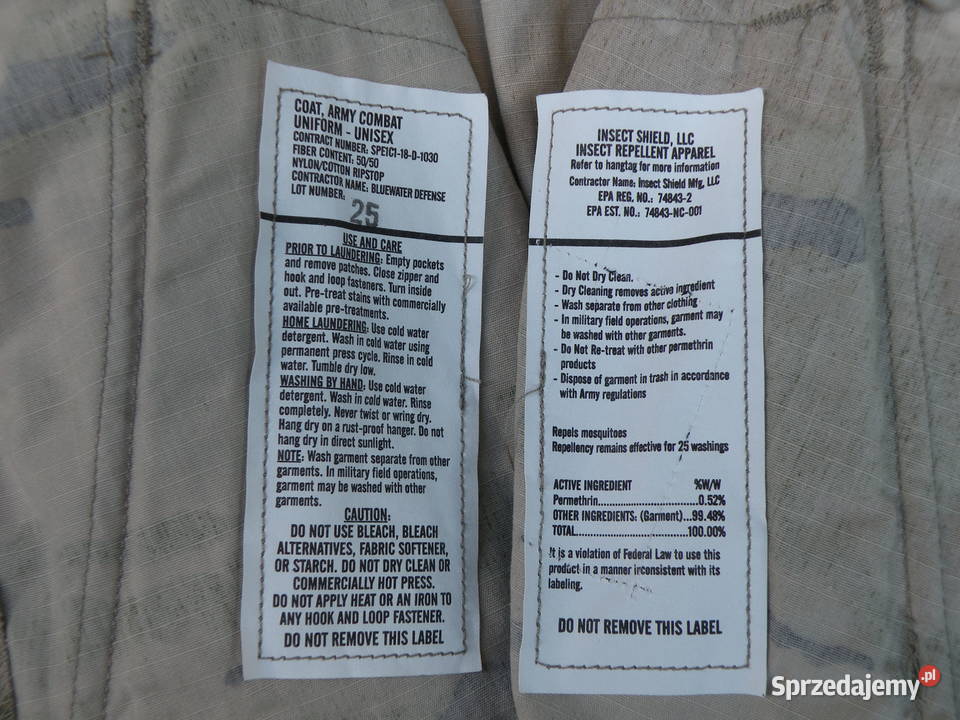 COAT, ARMY COMBAT
UNIFORM - UNISEX
CONTRACT NUMBER: SPE1C1-18-D-1030
FIBER CONTENT: 50/50
NYLON/COTTON RIPSTOP
CONTRACTOR NAME: BLUEWATER DEFENSE
LOT NUMBER:
25
USE AND CARE
PRIOR TO LAUNDERING: Empty pockets
and remove patches. Close zipper and
hook and loop fasteners. Turn inside
out. Pre-treat stains with commercially
available pre-treatments.
HOME LAUNDERING: Use cold water
detergent. Wash in cold water using
permanent press cycle. Rinse in cold
water. Tumble dry low.
WASHING BY HAND: Use cold water
detergent. Wash in cold water. Rinse
completely. Never twist or wring dry.
Hang dry on a rust-proof hanger. Do not
hang dry in direct sunlight.
NOTE: Wash garment separate from other
garments. In military field operations,
garment may be washed with other
garments.
CAUTION:
DO NOT USE BLEACH, BLEACH
ALTERNATIVES, FABRIC SOFTENER,
OR STARCH. DO NOT DRY CLEAN OR
COMMERCIALLY HOT PRESS.
DO NOT APPLY HEAT OR AN IRON TO
ANY HOOK AND LOOP FASTENER.
DO NOT REMOVE THIS LABEL
INSECT SHIELD, LLC
INSECT REPELLENT APPAREL
Refer to hangtag for more information
Contractor Name: Insect Shield Mfg, LLC
EPA REG. NO.: 74843-2
EPA EST. NO.: 74843-NC-001
- Do Not Dry Clean.
- Dry Cleaning removes active ingredient
- Wash separate from other clothing
- In military field operations, garment may
be washed with other garments.
- Do Not Re-treat with other permethrin
products
- Dispose of garment in trash in accordance
with Army regulations
Repels mosquitoes
Repellency remains effective for 25 washings
ACTIVE INGREDIENT %W/W
Permethrin..............................0.52%
OTHER INGREDIENTS: (Garment)...99.48%
TOTAL.................................100.00%
It is a violation of Federal Law to use this
product in a manner inconsistent with its
labeling.
DO NOT REMOVE THIS LABEL
Sprzedajemy.pl